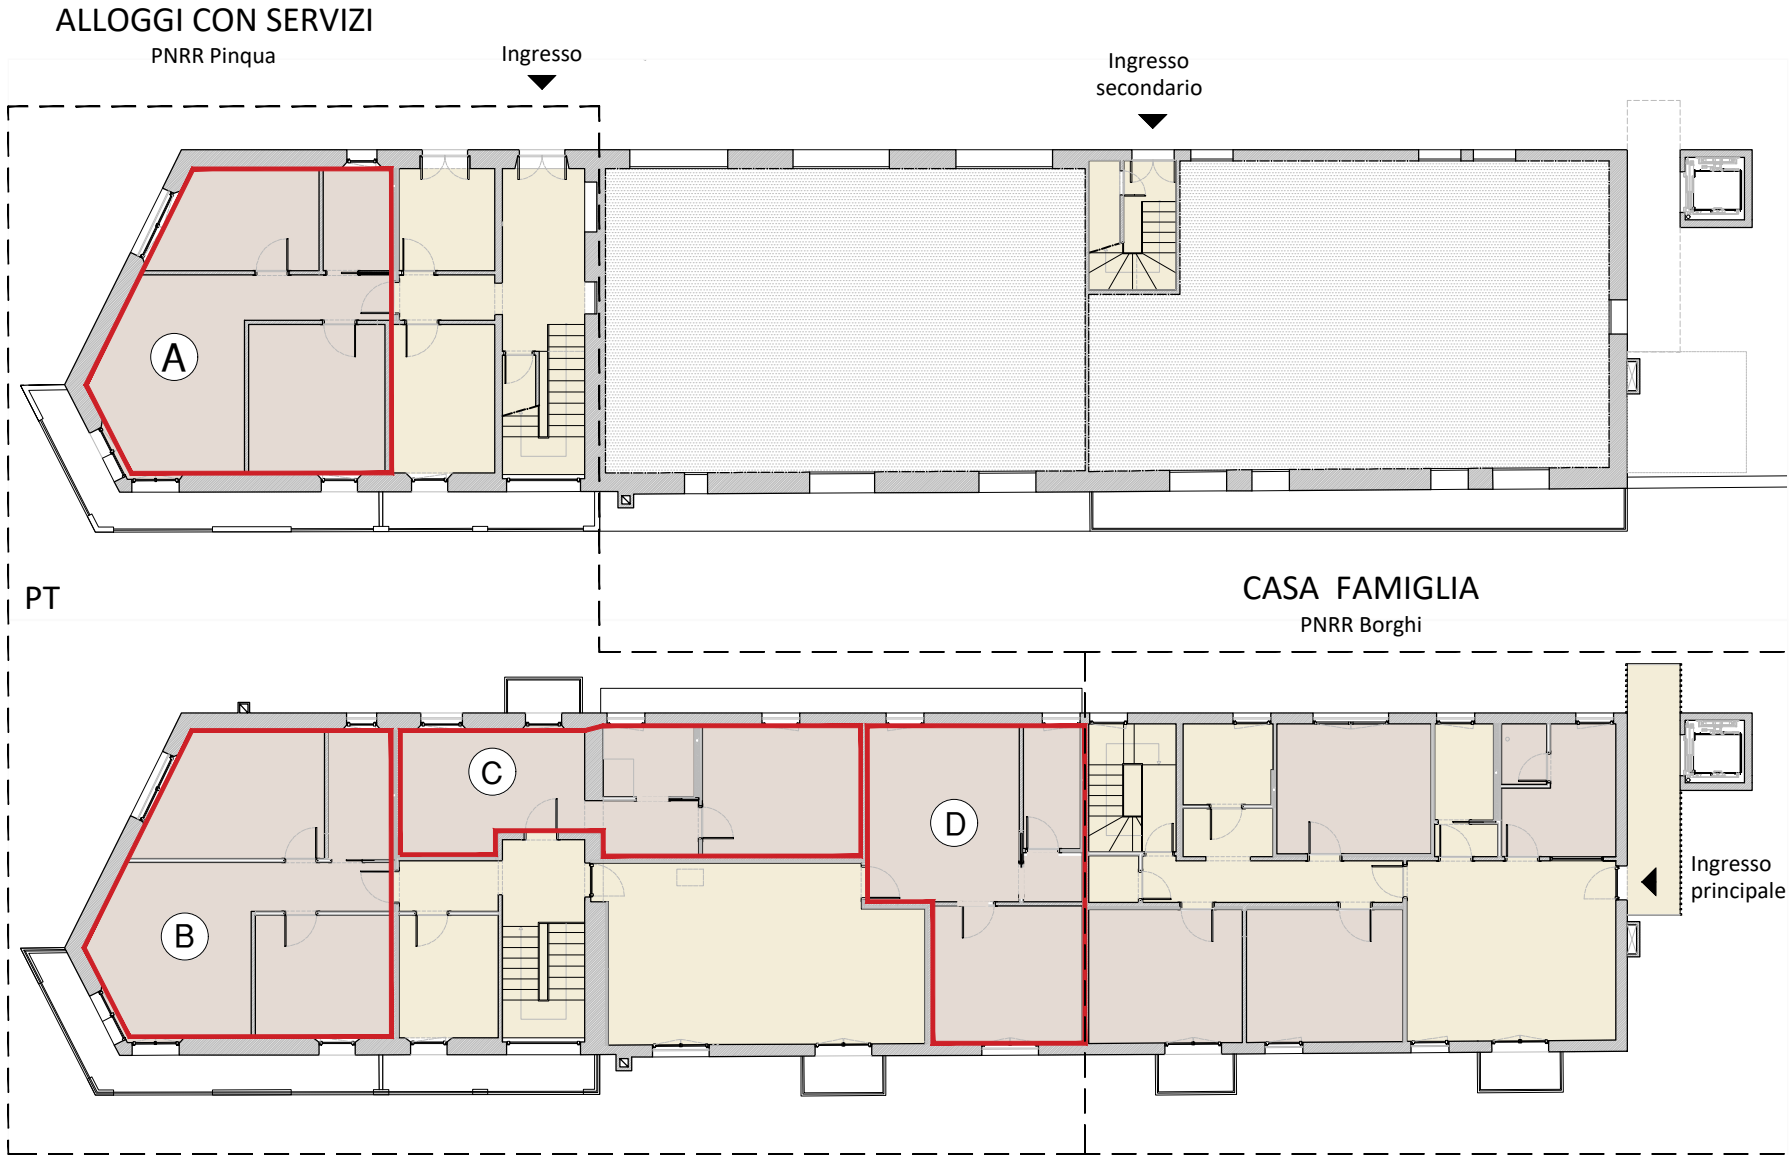 ALLOGGI CON SERVIZI
PNRR Pinqua
Ingresso
Ingresso
secondario
A
PT
CASA FAMIGLIA
PNRR Borghi
C
D
B
Ingresso
principale